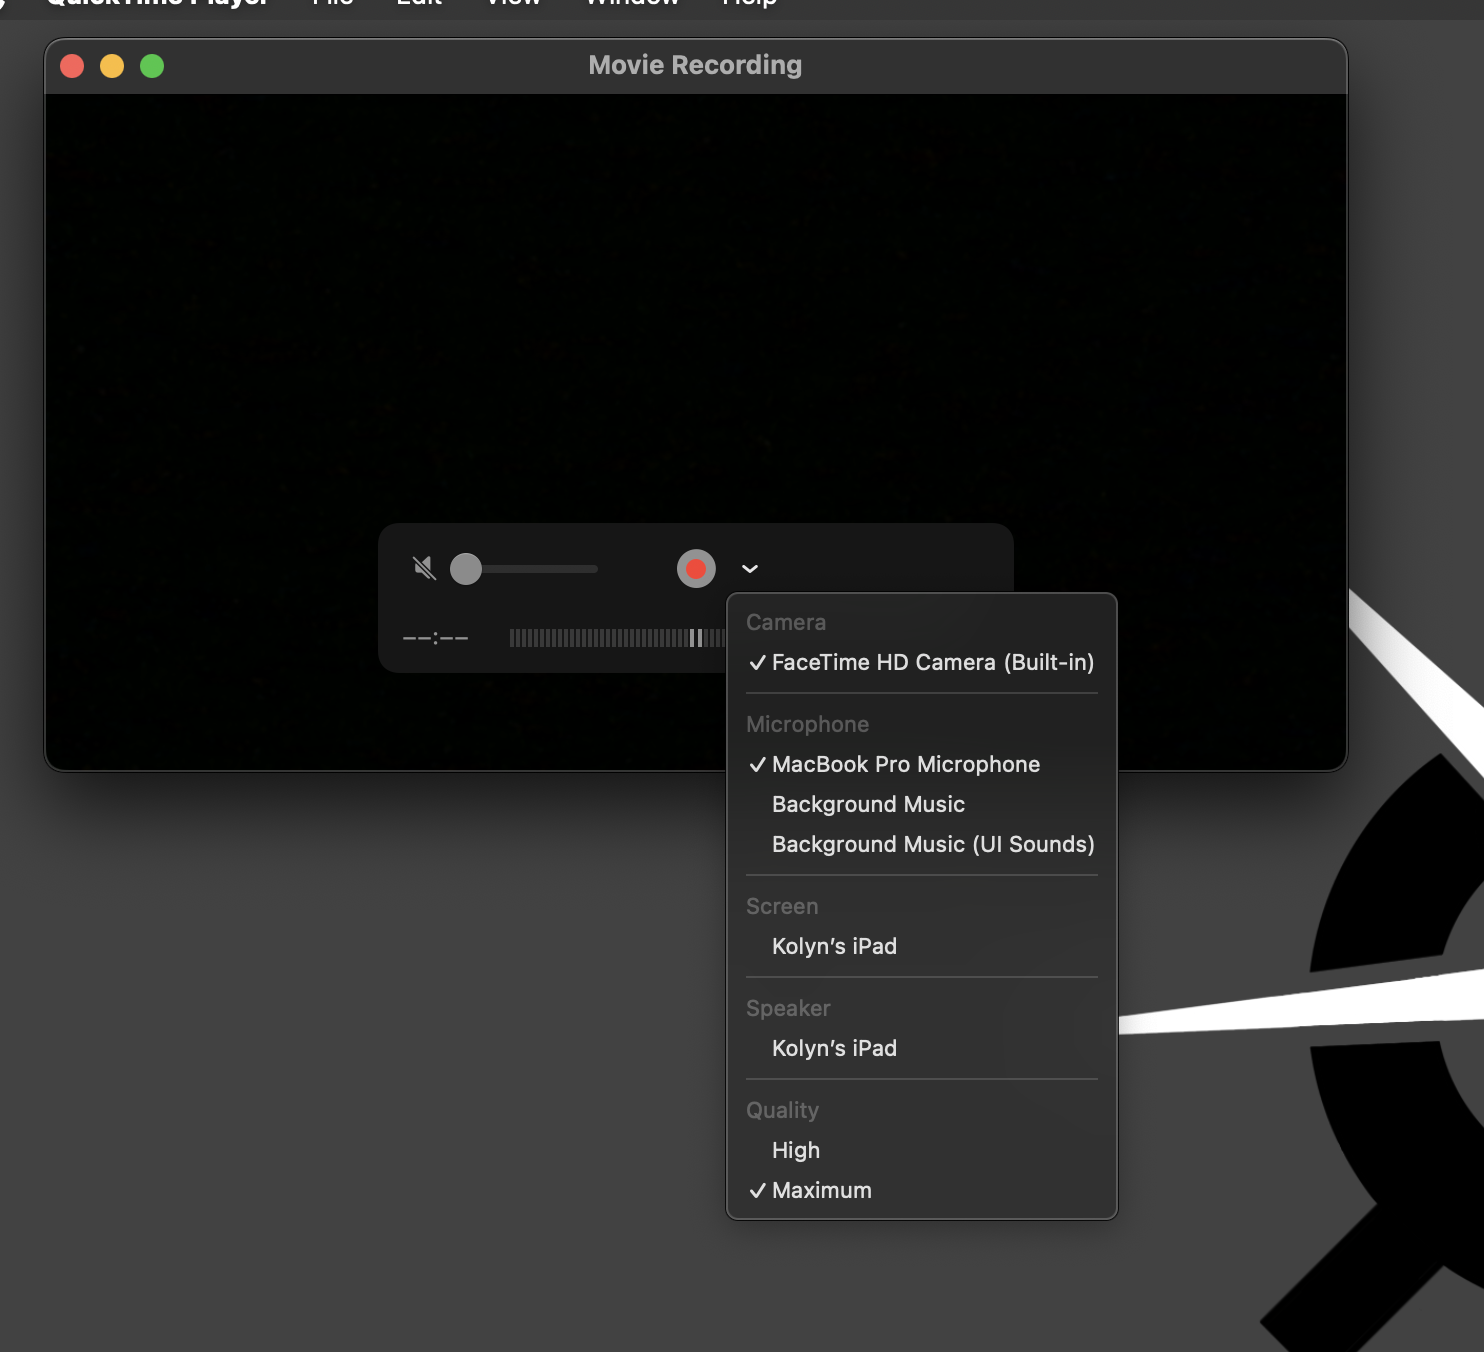 QuickTime Player File Edit View Window Help
Movie Recording
--:--
Camera
✓ FaceTime HD Camera (Built-in)
Microphone
✓ MacBook Pro Microphone
Background Music
Background Music (UI Sounds)
Screen
Kolyn’s iPad
Speaker
Kolyn’s iPad
Quality
High
✓ Maximum